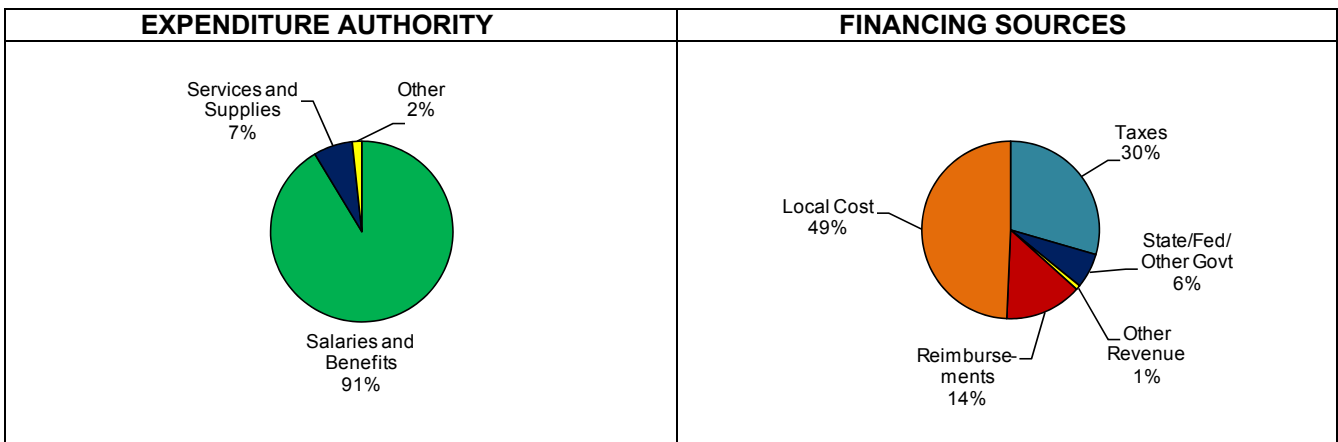 EXPENDITURE AUTHORITY
Services and
Supplies
7%
Other
2%
Salaries and
Benefits
91%
FINANCING SOURCES
Taxes
30%
Local Cost
49%
State/Fed/
Other Govt
6%
Other
Revenue
1%
Reimburse-
ments
14%